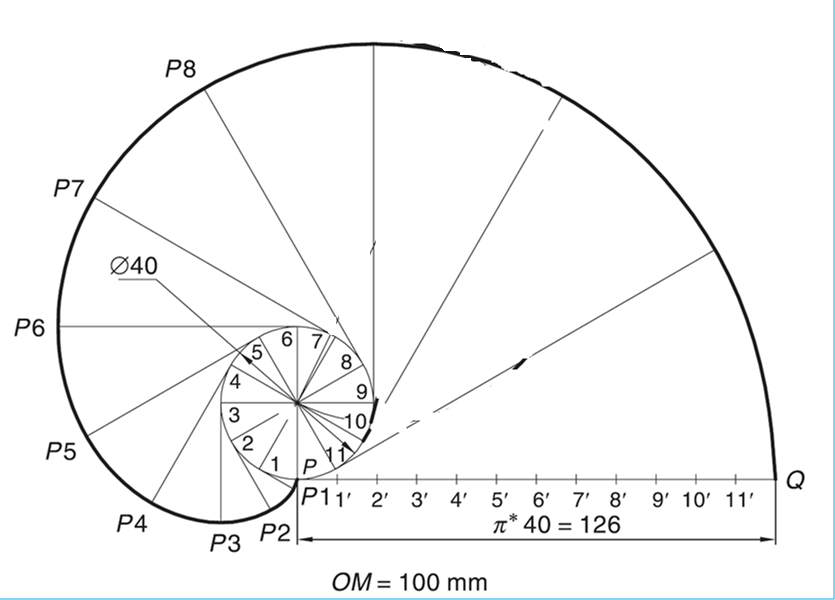 P8
P7
Ø40
P6
6 7
5 8
4 9
3 10
2 11
1 P
P5
P4
P3
P2
P1 1′ 2′ 3′ 4′ 5′ 6′ 7′ 8′ 9′ 10′ 11′ Q
π* 40 = 126
OM = 100 mm